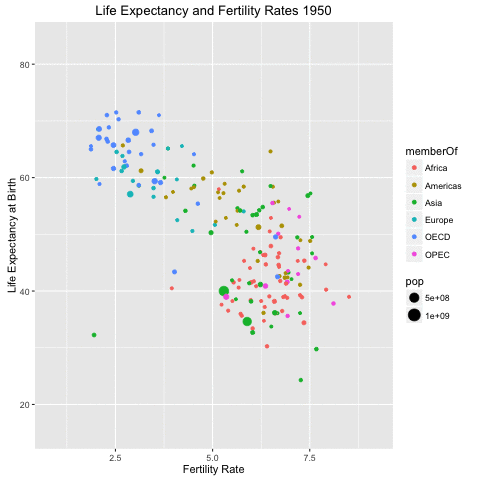 Life Expectancy and Fertility Rates 1950
Life Expectancy at Birth
80
60
40
20
2.5
5.0
7.5
Fertility Rate
memberOf
Africa
Americas
Asia
Europe
OECD
OPEC
pop
5e+08
1e+09